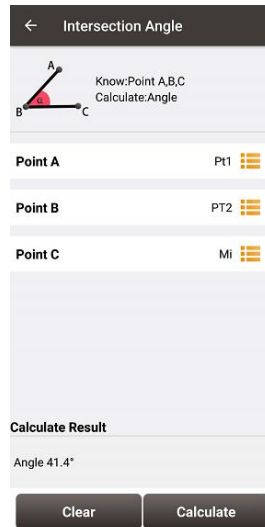 ← Intersection Angle
A
Know:Point A,B,C
α
Calculate:Angle
B
C
Point A Pt1
Point B PT2
Point C Mi
Calculate Result
Angle 41.4°
Clear Calculate